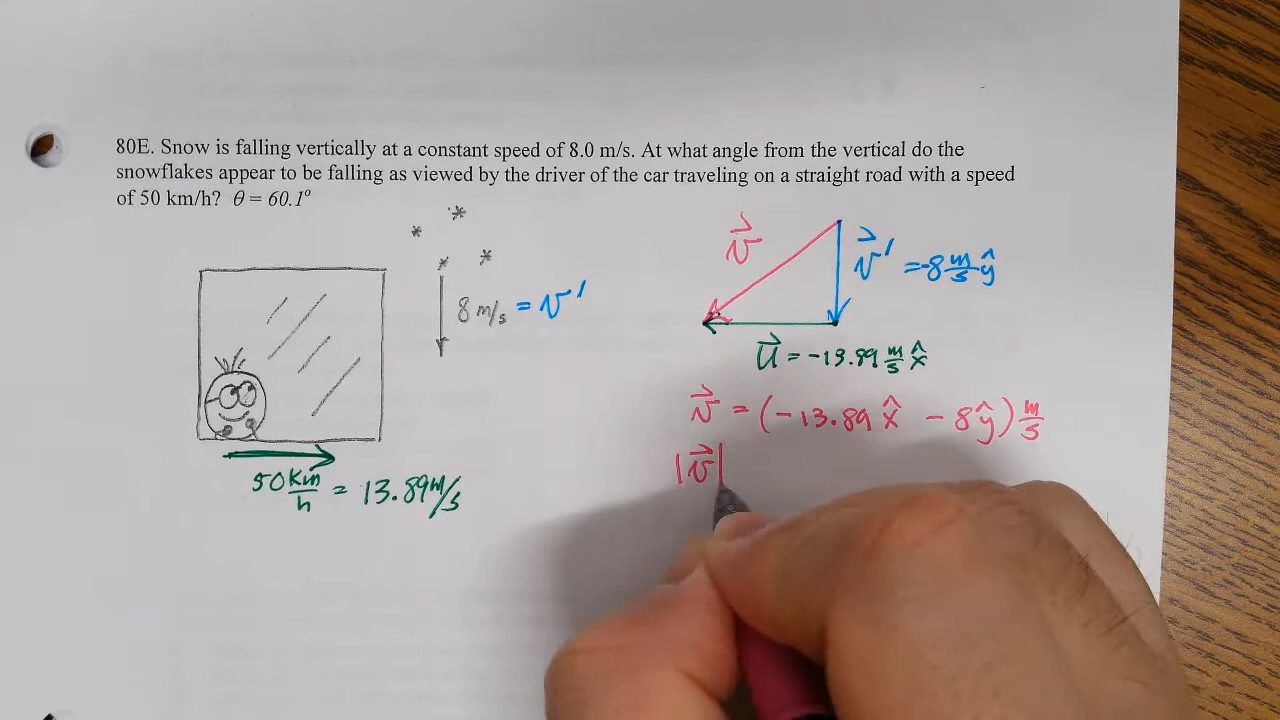 80E. Snow is falling vertically at a constant speed of 8.0 m/s. At what angle from the vertical do the
snowflakes appear to be falling as viewed by the driver of the car traveling on a straight road with a speed
of 50 km/h? θ = 60.1°
8 m/s = v'
50 km/h = 13.89 m/s
v⃗
v⃗' = -8 m/s ŷ
u⃗ = -13.89 m/s x̂
v⃗ = (-13.89 x̂ - 8ŷ) m/s
|v⃗|